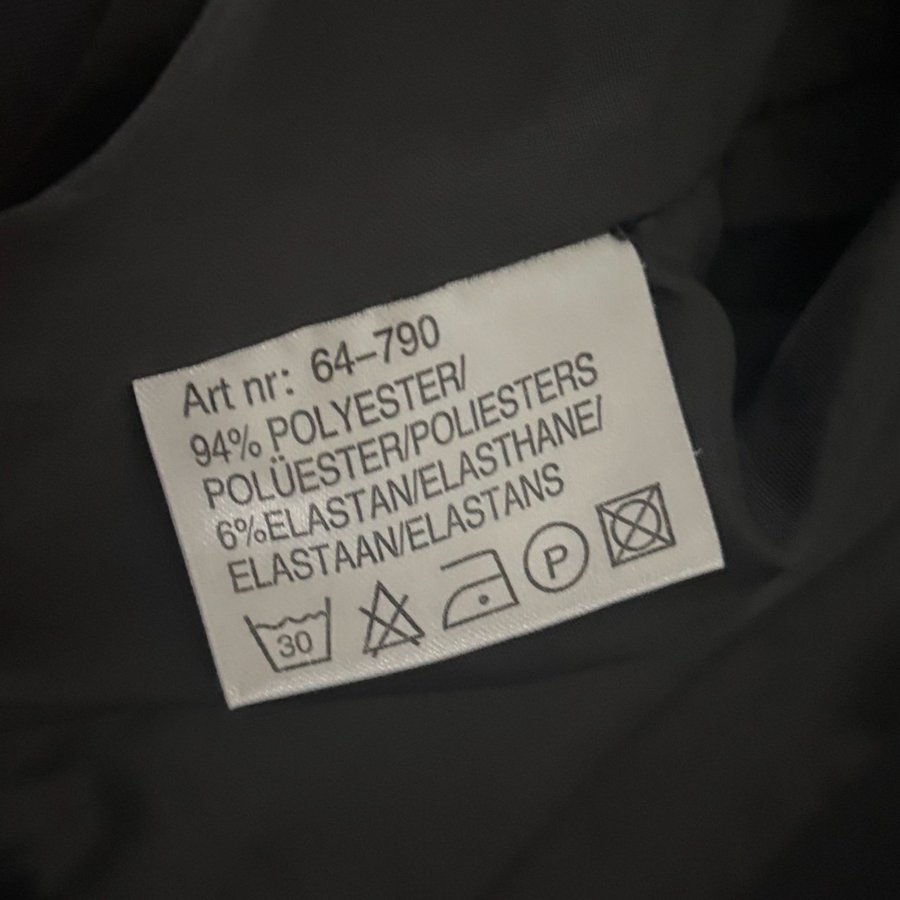 Art nr: 64-790
94% POLYESTER/
POLÜESTER/POLIESTERS
6%ELASTAN/ELASTHANE/
ELASTAAN/ELASTANS
30 P